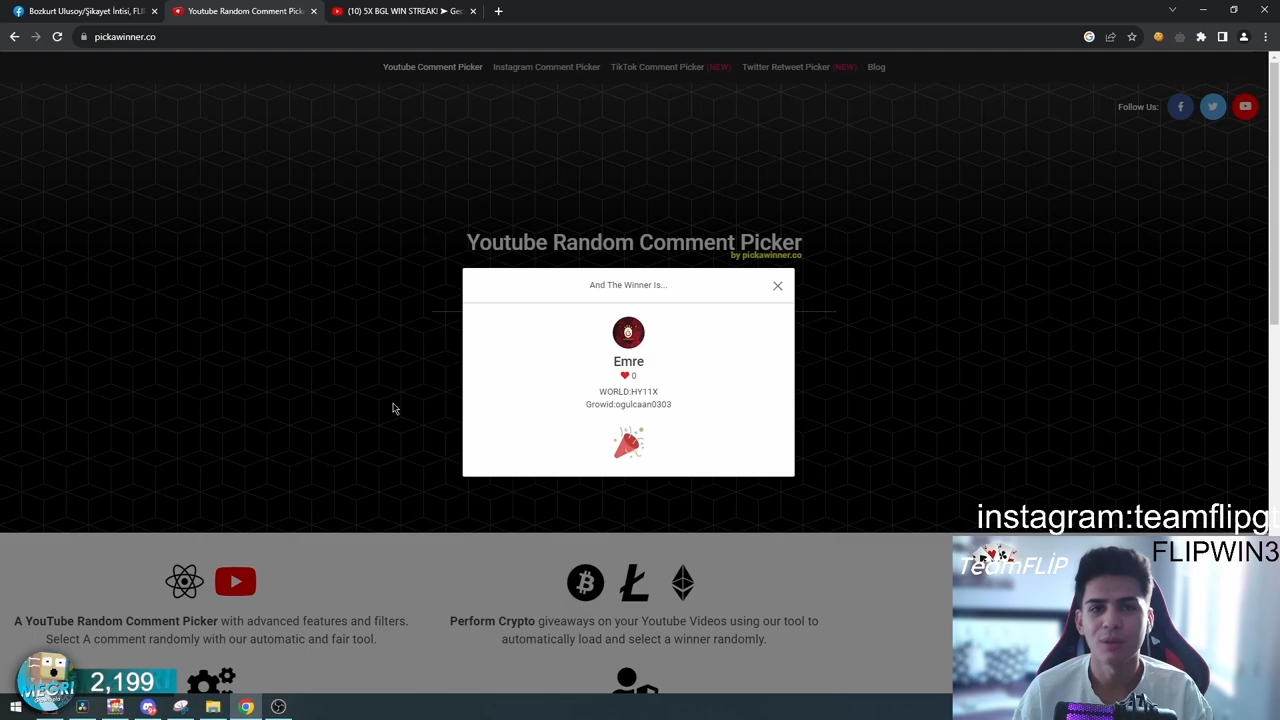 Bozkurt Ulusoy/Şikayet İntisi, FLİ
Youtube Random Comment Pick
(10) 5X BGL WIN STREAK! ➤ Ge
pickawinner.co
Youtube Comment Picker
Instagram Comment Picker
TikTok Comment Picker (NEW)
Twitter Retweet Picker (NEW)
Blog
Follow Us:
Youtube Random Comment Picker
by pickawinner.co
And The Winner Is...
Emre
0
WORLD:HY11X
Growid:ogulcaan0303
instagram:teamflipgt
FLIPWIN3
TeamFLİP
A YouTube Random Comment Picker with advanced features and filters.
Select A comment randomly with our automatic and fair tool.
Perform Crypto giveaways on your Youtube Videos using our tool to
automatically load and select a winner randomly.
MEGRI
2,199